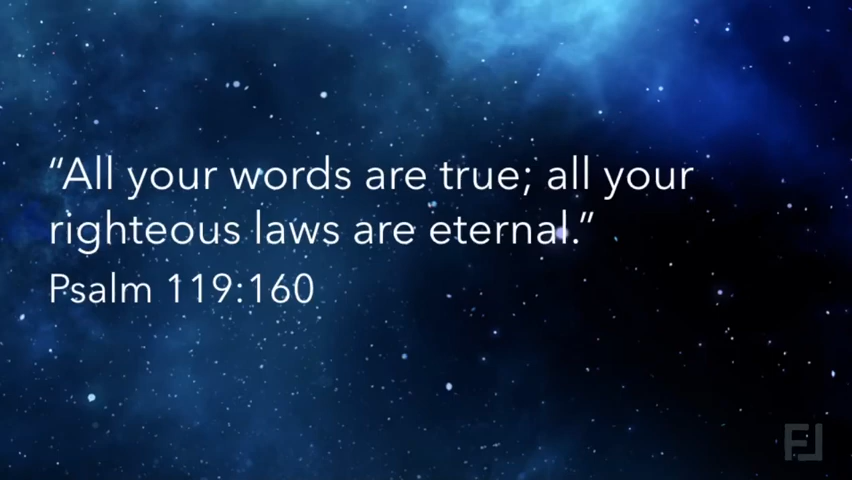 “All your words are true; all your
righteous laws are eternal.”
Psalm 119:160